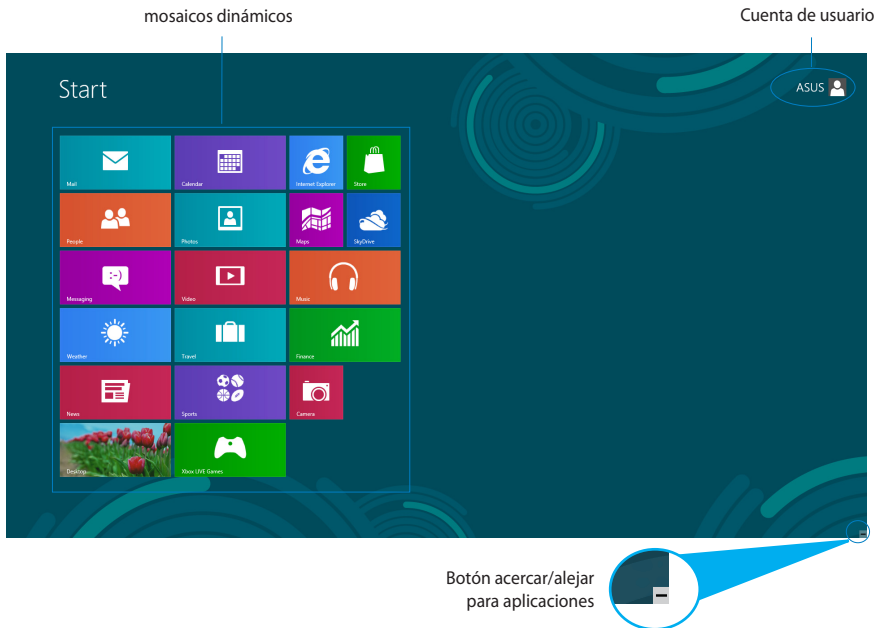 mosaicos dinámicos
Cuenta de usuario
Start
ASUS
Mail
Calendar
Internet Explorer
Store
People
Photos
Maps
SkyDrive
Messaging
Video
Music
Weather
Travel
Finance
News
Sports
Camera
Desktop
Xbox LIVE Games
Botón acercar/alejar
para aplicaciones